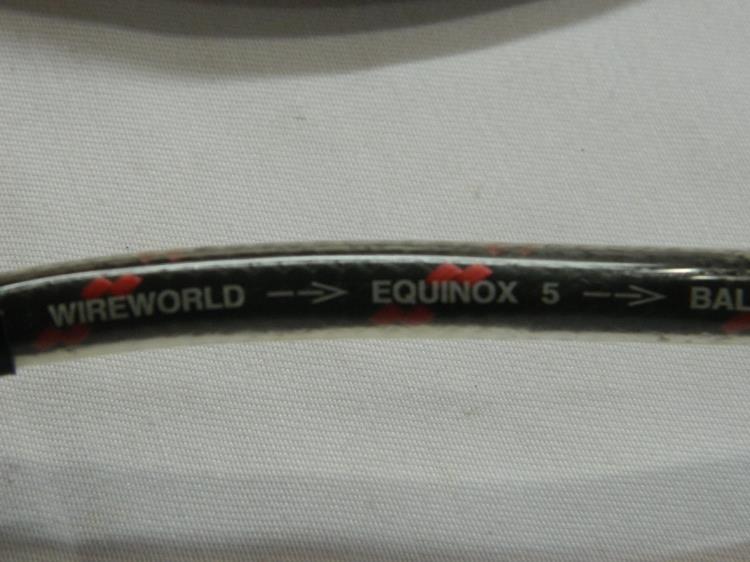 WIREWORLD —> EQUINOX 5 —> BAL